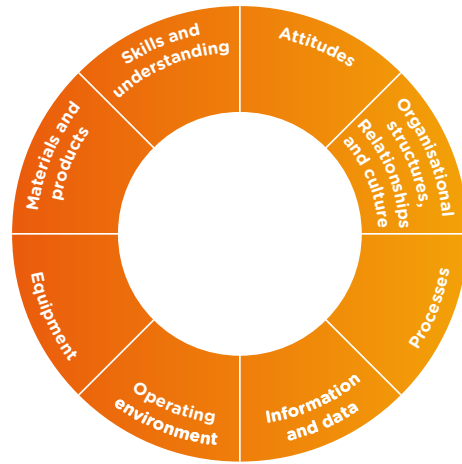 Skills and
understanding
Attitudes
Organisational
structures,
Relationships
and culture
Processes
Information
and data
Operating
environment
Equipment
Materials and
products